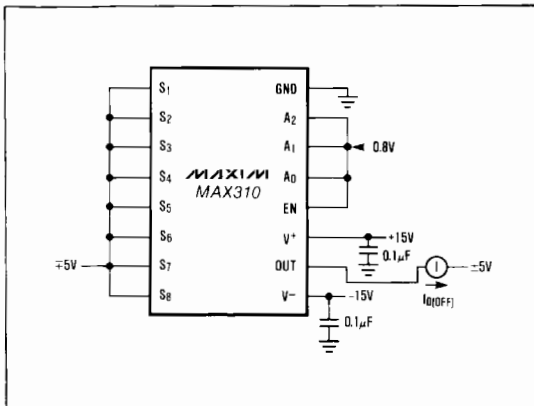 S1
S2
S3
S4
S5
S6
S7
S8
∓5V
MAXIM
MAX310
GND
A2
A1
A0
EN
V+
OUT
V−
0.8V
+15V
0.1μF
−15V
0.1μF
I
IO(OFF)
±5V